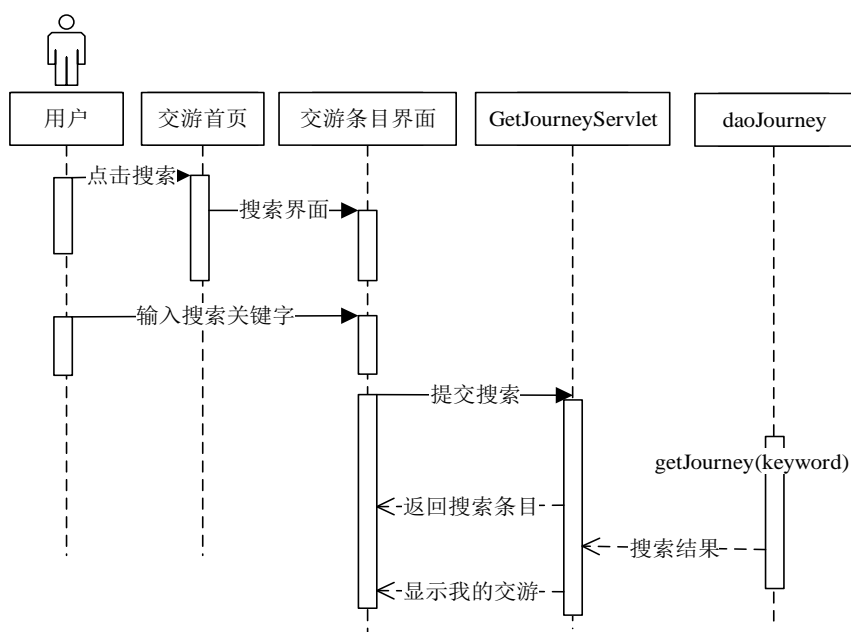 用户
交游首页
交游条目界面
GetJourneyServlet
daoJourney
点击搜索
搜索界面
输入搜索关键字
提交搜索
getJourney(keyword)
返回搜索条目
搜索结果
显示我的交游